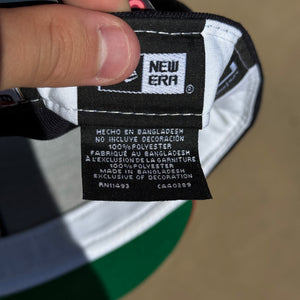 NEW
ERA
HECHO EN BANGLADESH
NO INCLUYE DECORACIÓN
100%POLYESTER
FABRIQUÉ AU BANGLADESH
À L'EXCLUSION DE LA GARNITURE
100%POLYESTER
MADE IN BANGLADESH
EXCLUSIVE OF DECORATION
RN11493 CA40299